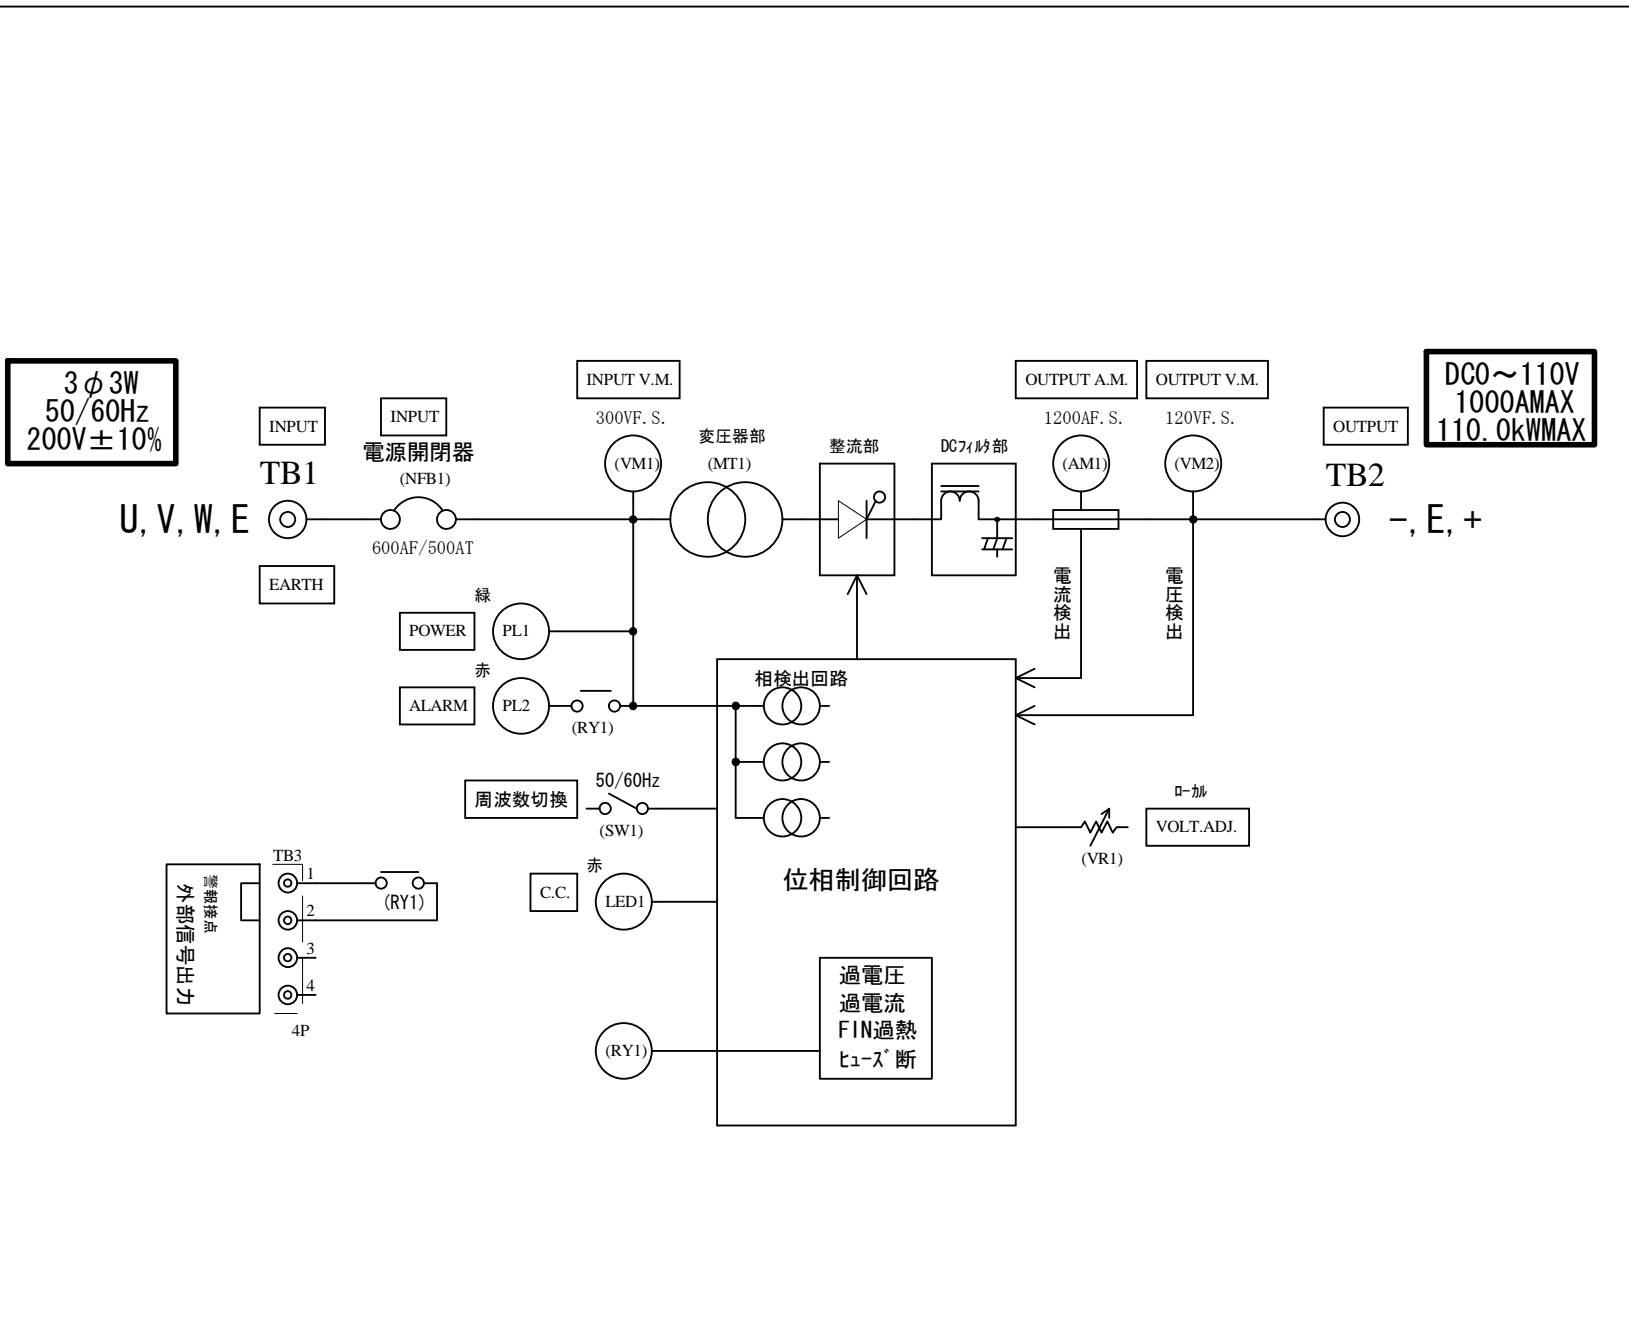 3φ3W
50/60Hz
200V±10%
INPUT
TB1
U,V,W,E
EARTH
INPUT
電源開閉器
(NFB1)
600AF/500AT
INPUT V.M.
300VF.S.
(VM1)
変圧器部
(MT1)
整流部
DCﾌｨﾙﾀ部
OUTPUT A.M.
1200AF.S.
(AM1)
OUTPUT V.M.
120VF.S.
(VM2)
OUTPUT
TB2
-,E,+
DC0～110V
1000AMAX
110.0kWMAX
電流検出
電圧検出
緑
POWER
PL1
赤
ALARM
PL2
(RY1)
相検出回路
周波数切換
50/60Hz
(SW1)
ﾛｰｶﾙ
VOLT.ADJ.
(VR1)
赤
C.C.
LED1
位相制御回路
TB3
1
2
3
4
4P
(RY1)
警報接点
外部信号出力
(RY1)
過電圧
過電流
FIN過熱
ﾋｭｰｽﾞ断